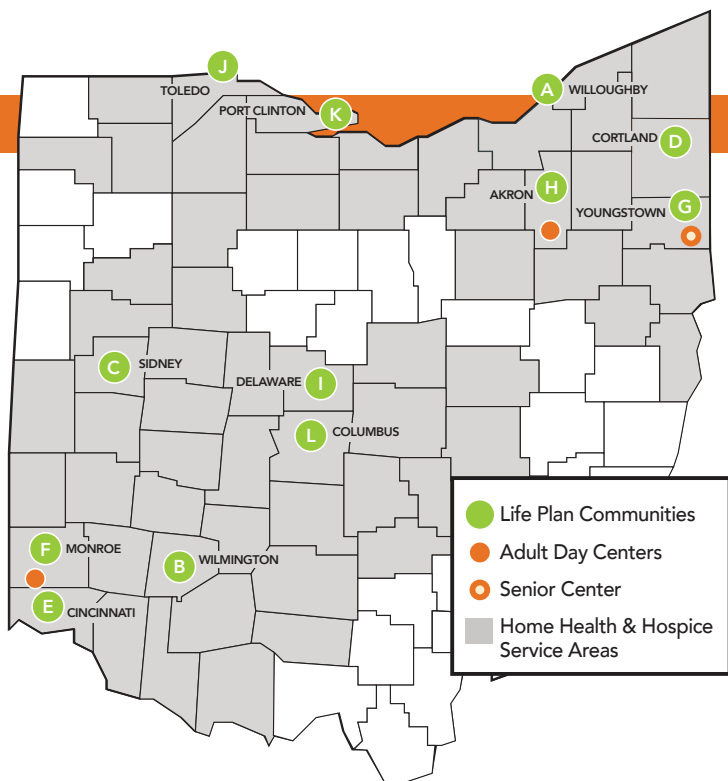 J
TOLEDO
PORT CLINTON
K
A
WILLOUGHBY
CORTLAND
D
AKRON
H
YOUNGSTOWN
G
C
SIDNEY
DELAWARE
I
L
COLUMBUS
F
MONROE
B
WILMINGTON
E
CINCINNATI
Life Plan Communities
Adult Day Centers
Senior Center
Home Health & Hospice
Service Areas